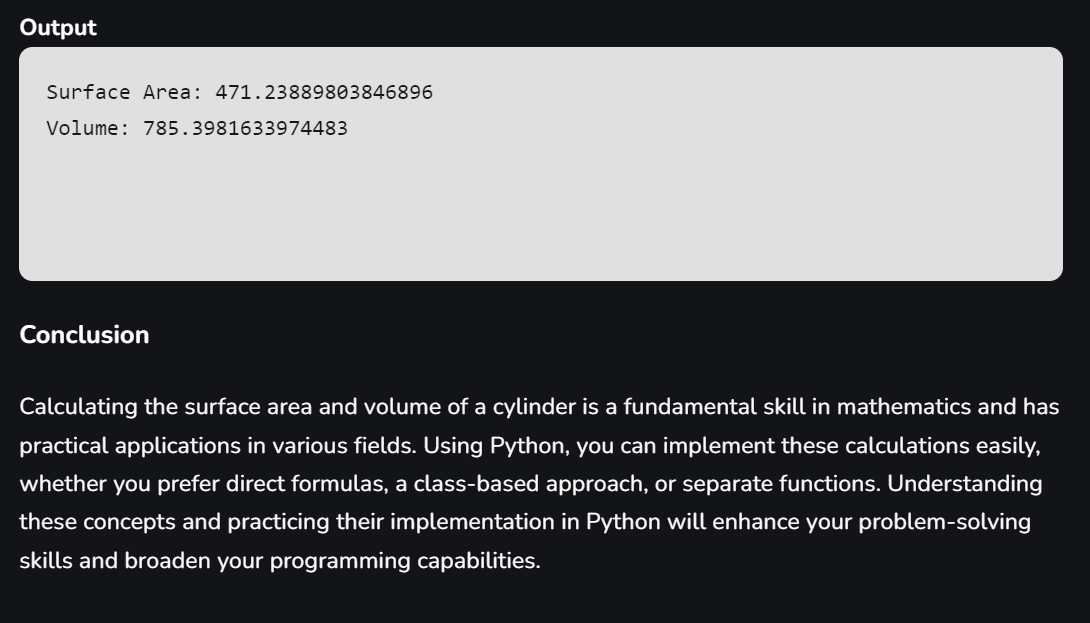 Output
Surface Area: 471.23889803846896
Volume: 785.3981633974483
Conclusion
Calculating the surface area and volume of a cylinder is a fundamental skill in mathematics and has
practical applications in various fields. Using Python, you can implement these calculations easily,
whether you prefer direct formulas, a class-based approach, or separate functions. Understanding
these concepts and practicing their implementation in Python will enhance your problem-solving
skills and broaden your programming capabilities.